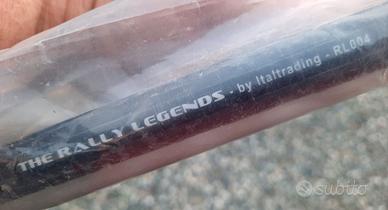 THE RALLY LEGENDS - by Italtrading - RL004
subito